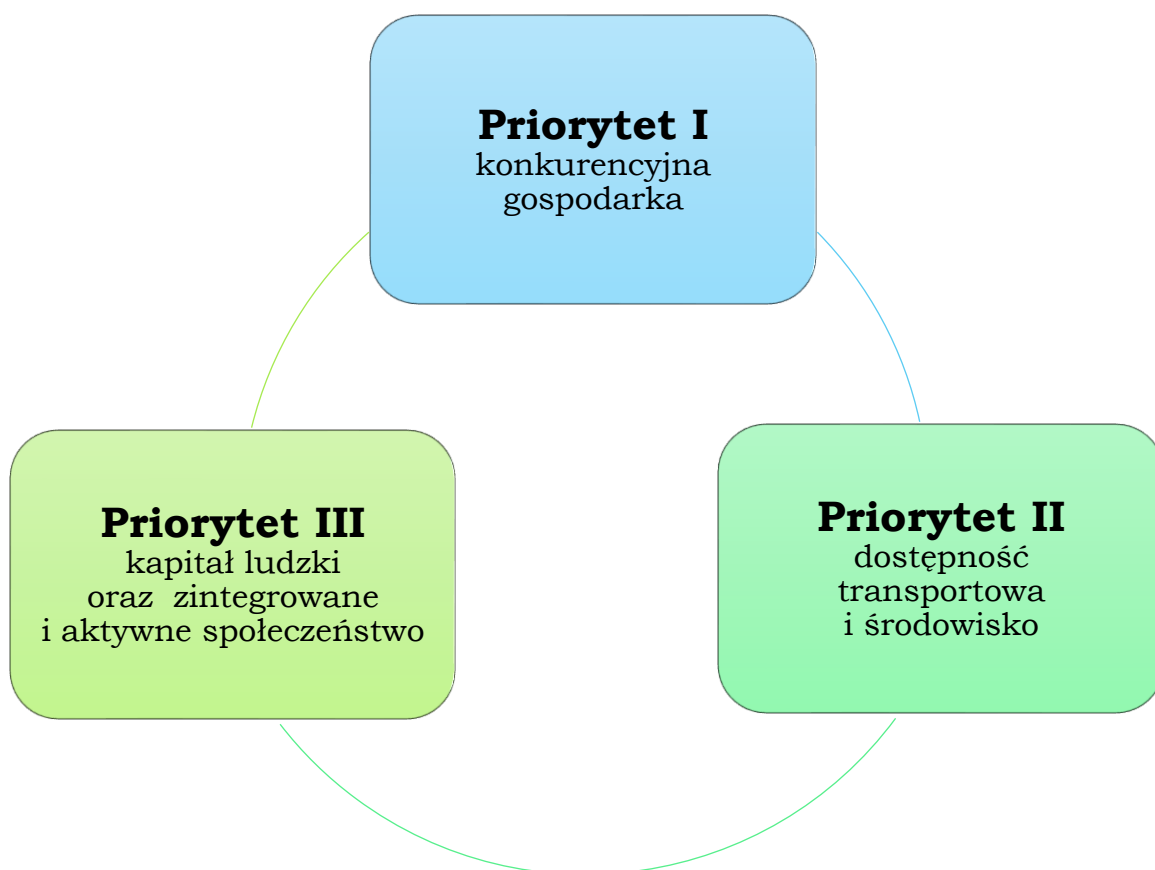 Priorytet I
konkurencyjna
gospodarka
Priorytet III
kapitał ludzki
oraz  zintegrowane
i aktywne społeczeństwo
Priorytet II
dostępność
transportowa
i środowisko